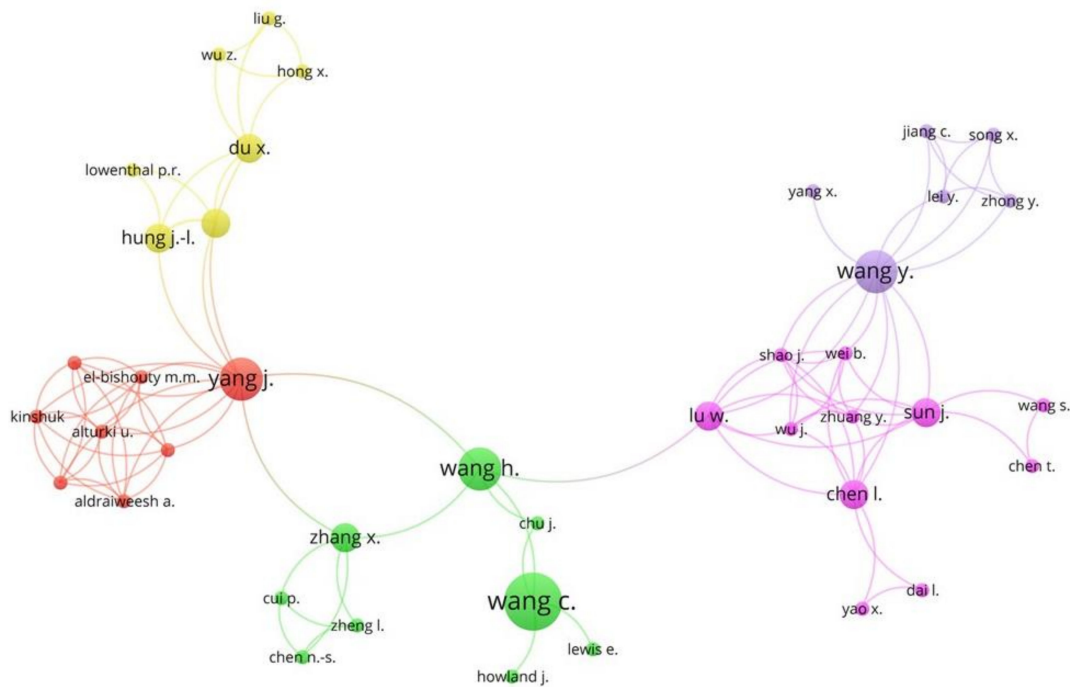 liu g.
wu z.
hong x.
du x.
lowenthal p.r.
hung j.-l.
jiang c.
song x.
yang x.
lei y.
zhong y.
wang y.
yang j.
el-bishouty m.m.
kinshuk
alturki u.
aldraiweesh a.
shao j.
wei b.
lu w.
wu j.
zhuang y.
sun j.
wang s.
chen t.
chen l.
dai l.
yao x.
wang h.
chu j.
zhang x.
wang c.
cui p.
zheng l.
chen n.-s.
lewis e.
howland j.